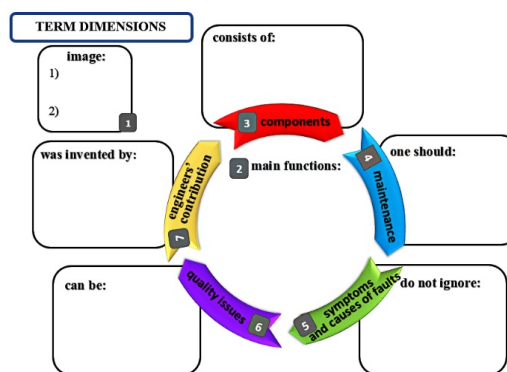 TERM DIMENSIONS
image:
1)
2)
1
consists of:
3 components
2 main functions:
was invented by:
7 engineers'
contribution
one should:
4 maintenance
can be:
6 quality issues
do not ignore:
5 symptoms
and causes of faults